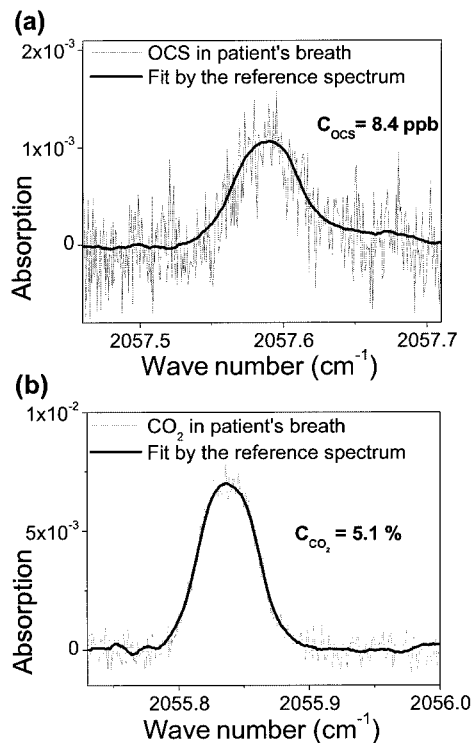 (a)
2x10⁻³
OCS in patient's breath
Fit by the reference spectrum
C_OCS = 8.4 ppb
1x10⁻³
0
Absorption
2057.5 2057.6 2057.7
Wave number (cm⁻¹)
(b)
1x10⁻²
CO₂ in patient's breath
Fit by the reference spectrum
C_CO₂ = 5.1 %
5x10⁻³
0
Absorption
2055.8 2055.9 2056.0
Wave number (cm⁻¹)